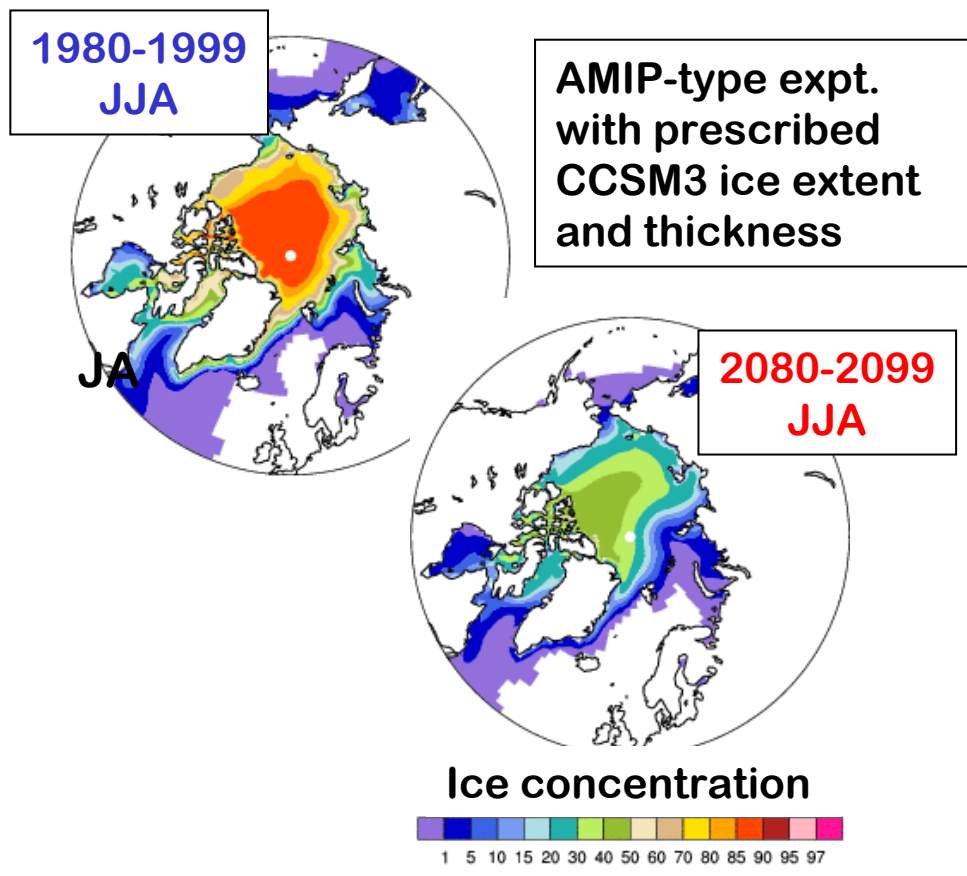 1980-1999
JJA
AMIP-type expt.
with prescribed
CCSM3 ice extent
and thickness
JA
2080-2099
JJA
Ice concentration
1 5 10 15 20 30 40 50 60 70 80 85 90 95 97